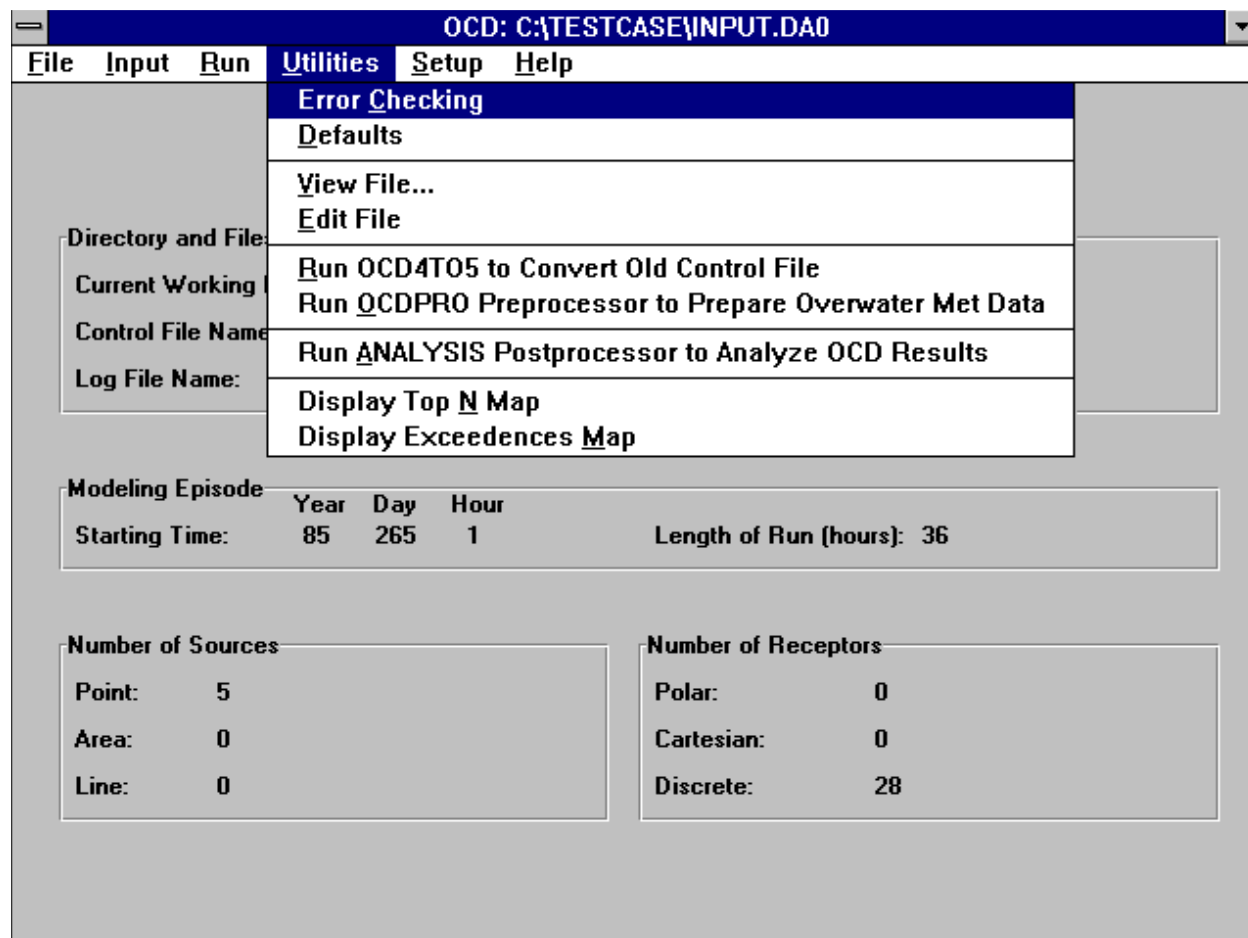 OCD: C:\TESTCASE\INPUT.DA0
File Input Run Utilities Setup Help
Error Checking
Defaults
View File...
Edit File
Run OCD4TO5 to Convert Old Control File
Run OCDPRO Preprocessor to Prepare Overwater Met Data
Run ANALYSIS Postprocessor to Analyze OCD Results
Display Top N Map
Display Exceedences Map
Directory and Files
Current Working
Control File Name
Log File Name:
Modeling Episode
Year Day Hour
Starting Time: 85 265 1 Length of Run (hours): 36
Number of Sources
Point: 5
Area: 0
Line: 0
Number of Receptors
Polar: 0
Cartesian: 0
Discrete: 28